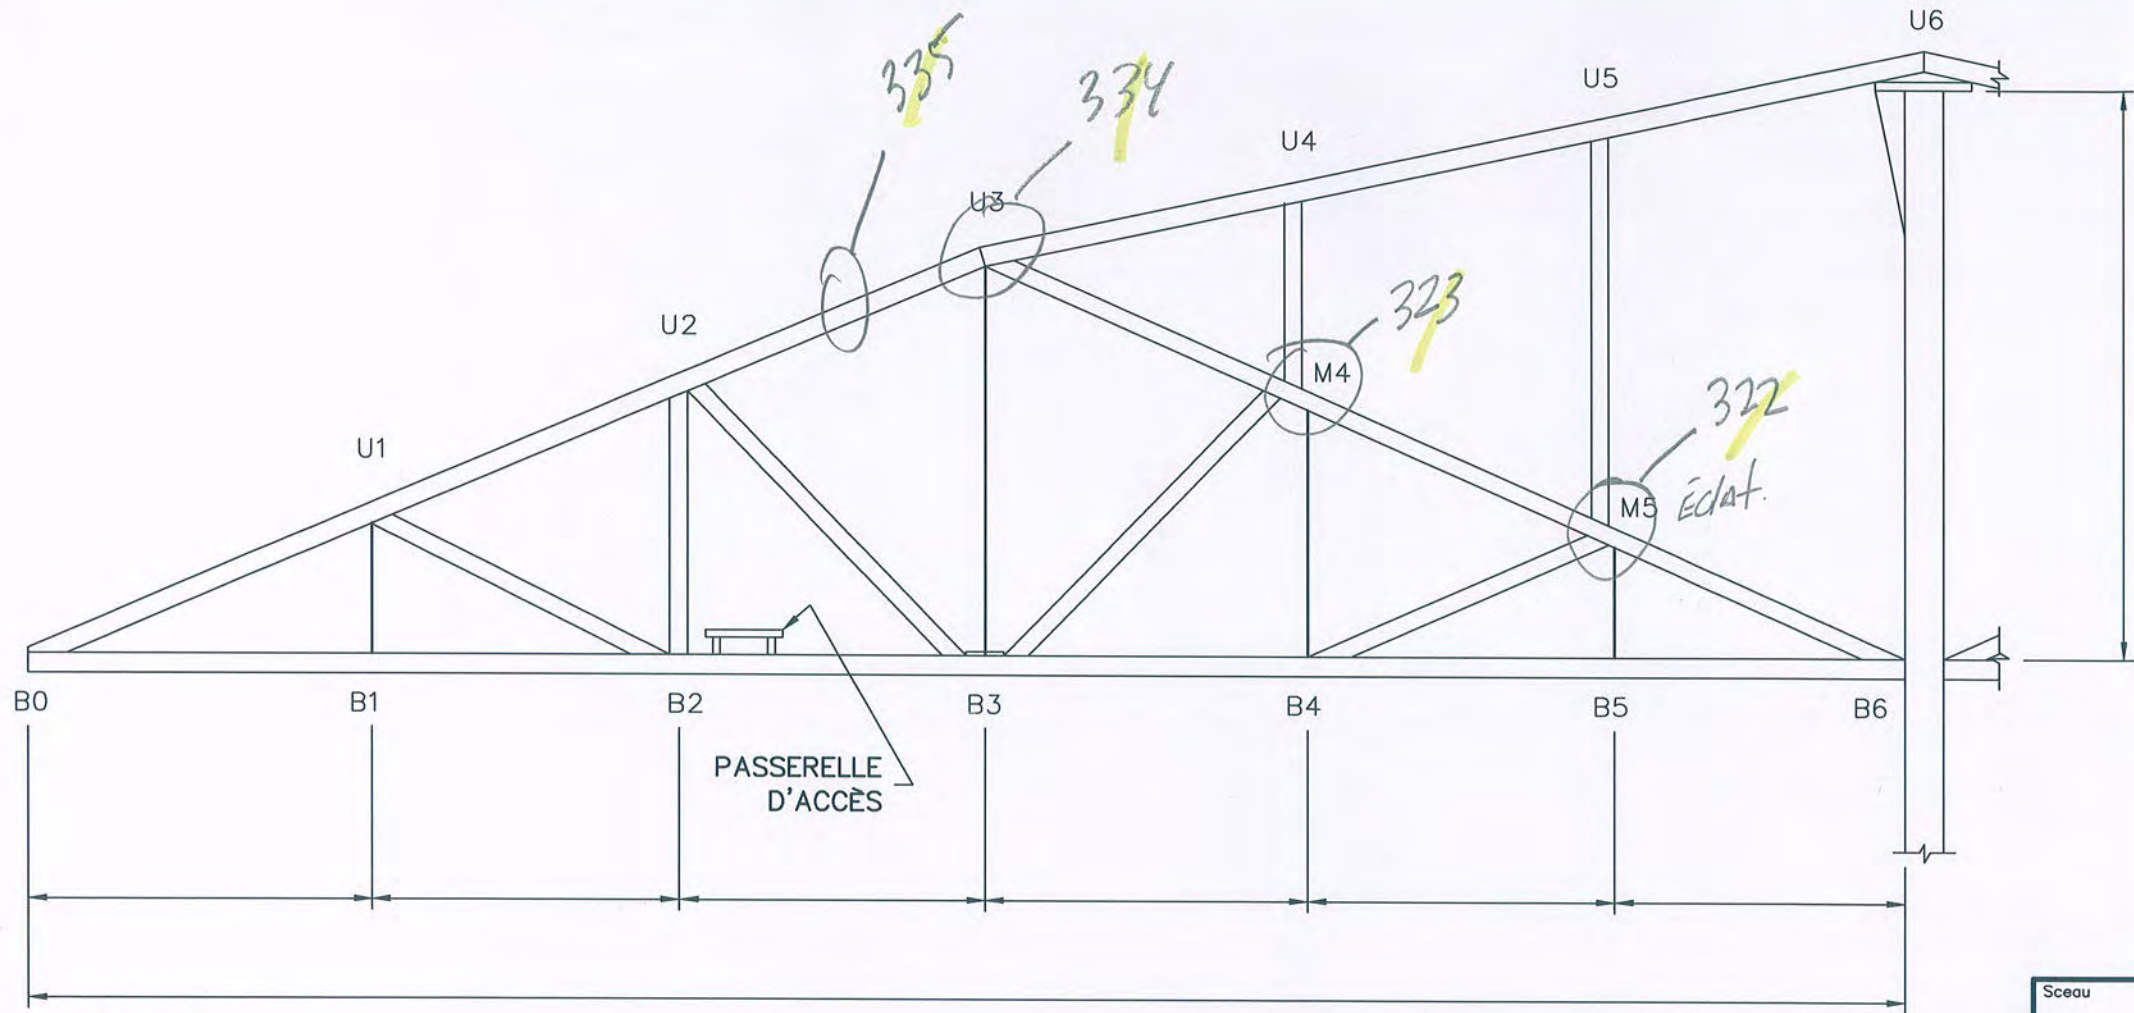 U6
335
334
U5
U4
U3
323
U2
M4
322
U1
M5
Éclat.
B0
B1
B2
B3
B4
B5
B6
PASSERELLE
D'ACCÈS
Sceau